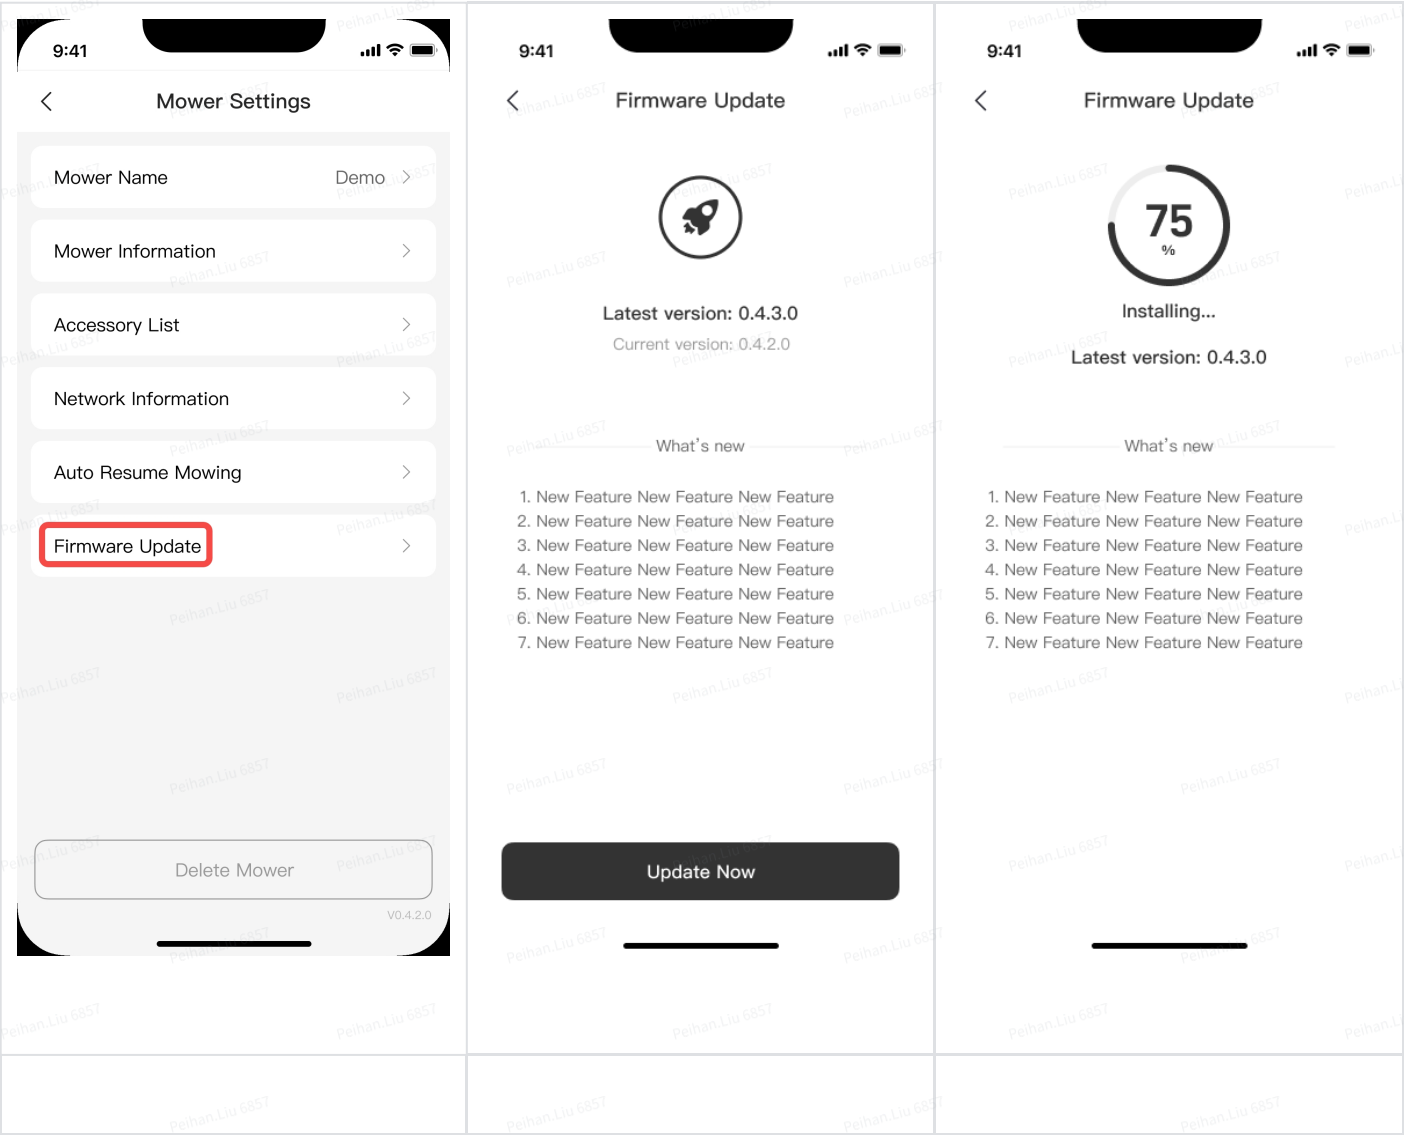 9:41
Mower Settings
Mower Name Demo
Mower Information
Accessory List
Network Information
Auto Resume Mowing
Firmware Update
Delete Mower
V0.4.2.0
9:41
Firmware Update
Latest version: 0.4.3.0
Current version: 0.4.2.0
What's new
1. New Feature New Feature New Feature
2. New Feature New Feature New Feature
3. New Feature New Feature New Feature
4. New Feature New Feature New Feature
5. New Feature New Feature New Feature
6. New Feature New Feature New Feature
7. New Feature New Feature New Feature
Update Now
9:41
Firmware Update
75
%
Installing...
Latest version: 0.4.3.0
What's new
1. New Feature New Feature New Feature
2. New Feature New Feature New Feature
3. New Feature New Feature New Feature
4. New Feature New Feature New Feature
5. New Feature New Feature New Feature
6. New Feature New Feature New Feature
7. New Feature New Feature New Feature
Peihan.Liu 6857